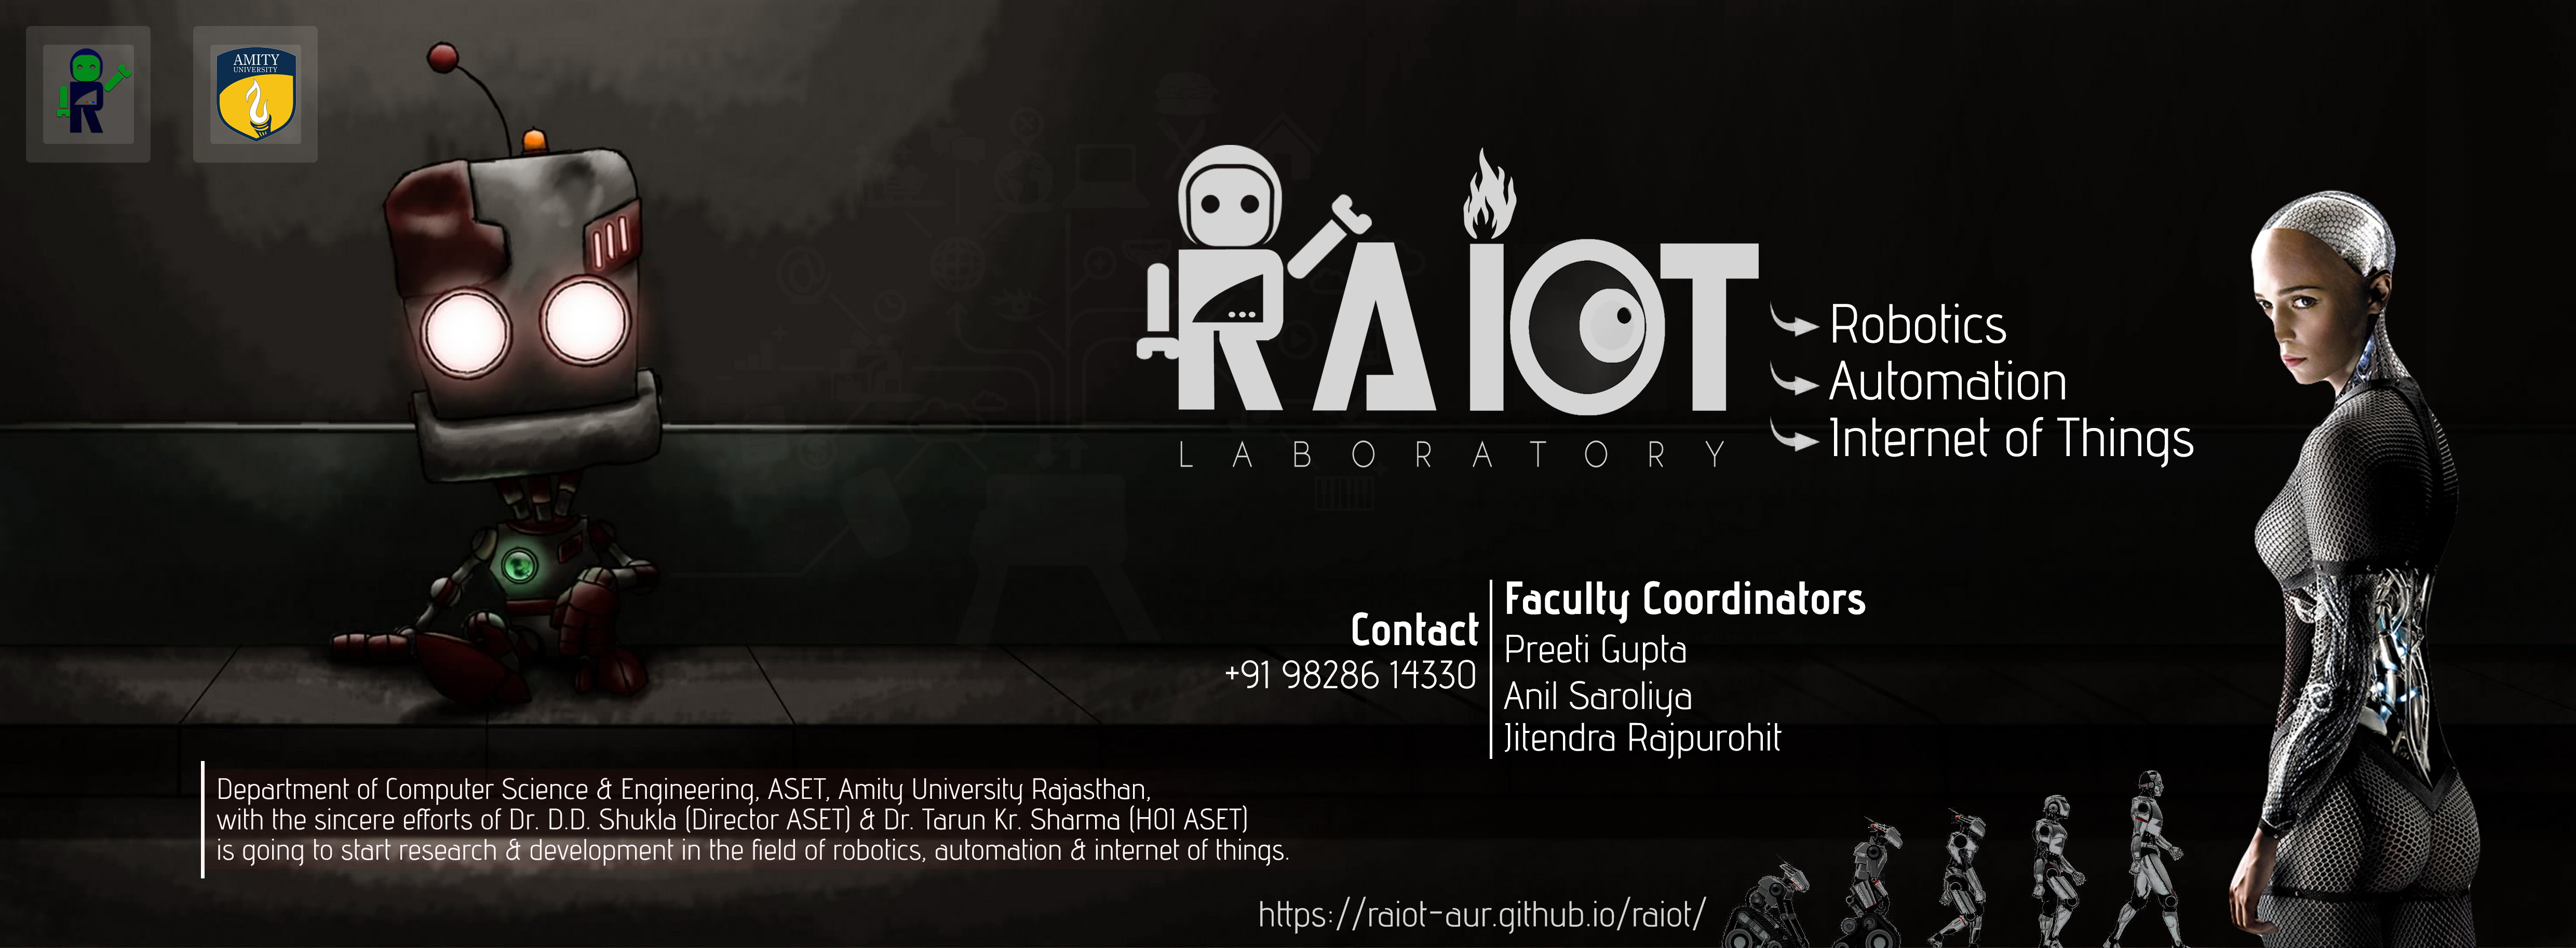 AMITY
UNIVERSITY
RAIOT
LABORATORY
Robotics
Automation
Internet of Things
Contact
+91 98286 14330
Faculty Coordinators
Preeti Gupta
Anil Saroliya
Jitendra Rajpurohit
Department of Computer Science & Engineering, ASET, Amity University Rajasthan,
with the sincere efforts of Dr. D.D. Shukla (Director ASET) & Dr. Tarun Kr. Sharma (HOI ASET)
is going to start research & development in the field of robotics, automation & internet of things.
https://raiot-aur.github.io/raiot/